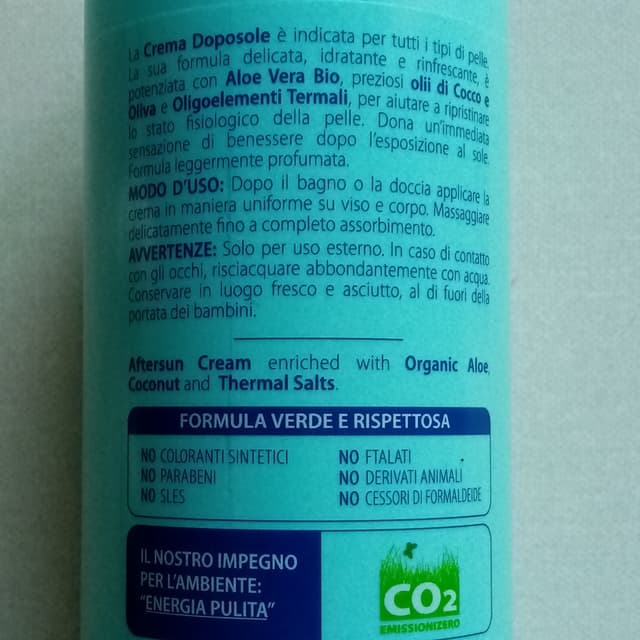 La Crema Doposole è indicata per tutti i tipi di pelle.
La sua formula delicata, idratante e rinfrescante, è
potenziata con Aloe Vera Bio, preziosi olii di Cocco e
Oliva e Oligoelementi Termali, per aiutare a ripristinare
lo stato fisiologico della pelle. Dona un'immediata
sensazione di benessere dopo l'esposizione al sole.
Formula leggermente profumata.
MODO D'USO: Dopo il bagno o la doccia applicare la
crema in maniera uniforme su viso e corpo. Massaggiare
delicatamente fino a completo assorbimento.
AVVERTENZE: Solo per uso esterno. In caso di contatto
con gli occhi, risciacquare abbondantemente con acqua.
Conservare in luogo fresco e asciutto, al di fuori della
portata dei bambini.
Aftersun Cream enriched with Organic Aloe,
Coconut and Thermal Salts.
FORMULA VERDE E RISPETTOSA
NO COLORANTI SINTETICI
NO PARABENI
NO SLES
NO FTALATI
NO DERIVATI ANIMALI
NO CESSORI DI FORMALDEIDE
IL NOSTRO IMPEGNO
PER L'AMBIENTE:
"ENERGIA PULITA"
CO2
EMISSIONIZERO